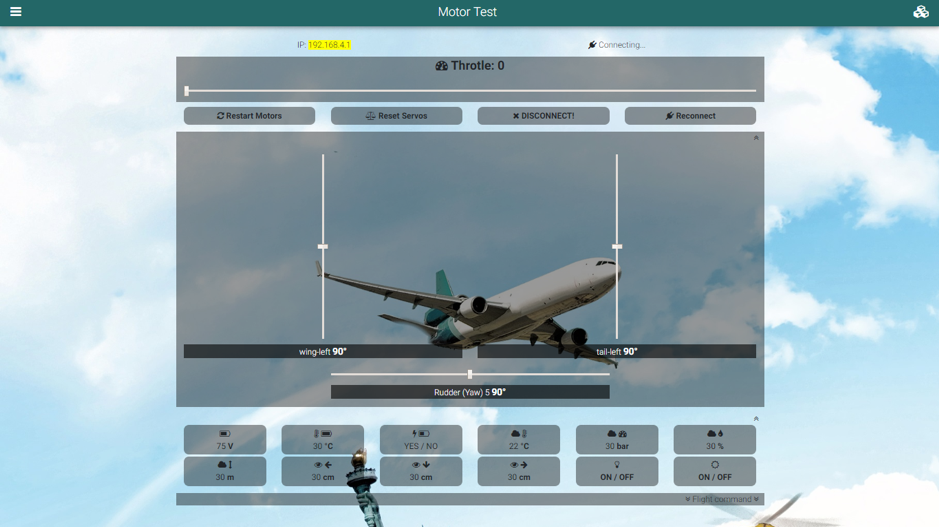 Motor Test
IP: 192.168.4.1
Connecting...
Throtle: 0
Restart Motors
Reset Servos
DISCONNECT!
Reconnect
wing-left 90°
tail-left 90°
Rudder (Yaw) 5 90°
75 V
30 °C
YES / NO
22 °C
30 bar
30 %
30 m
30 cm
30 cm
30 cm
ON / OFF
ON / OFF
Flight command